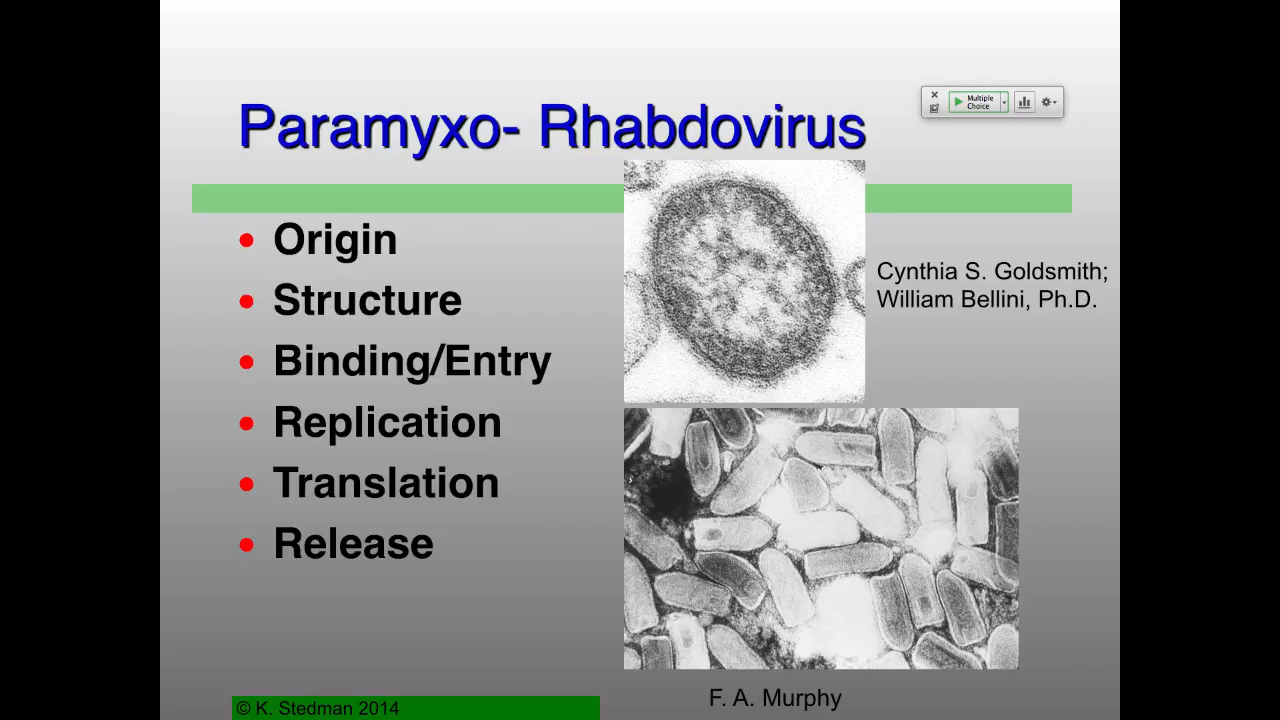 Paramyxo- Rhabdovirus
Multiple
Choice
Origin
Structure
Binding/Entry
Replication
Translation
Release
Cynthia S. Goldsmith;
William Bellini, Ph.D.
F. A. Murphy
© K. Stedman 2014